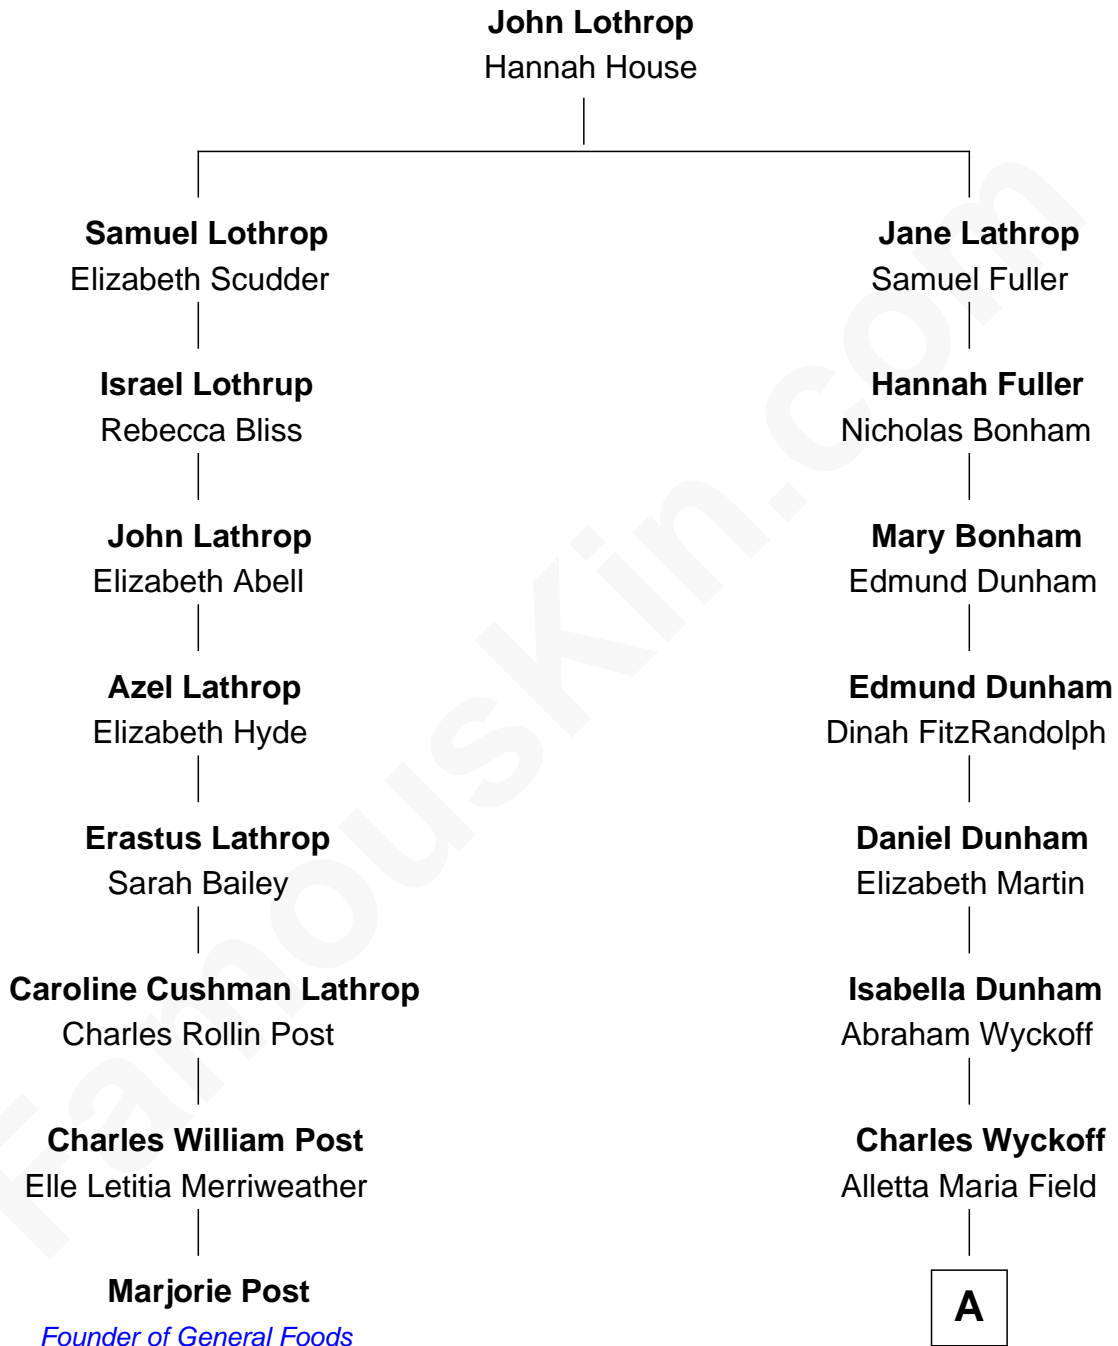 John Lothrop
Hannah House
Samuel Lothrop
Elizabeth Scudder
Jane Lathrop
Samuel Fuller
Israel Lothrup
Rebecca Bliss
Hannah Fuller
Nicholas Bonham
John Lathrop
Elizabeth Abell
Mary Bonham
Edmund Dunham
Azel Lathrop
Elizabeth Hyde
Edmund Dunham
Dinah FitzRandolph
Erastus Lathrop
Sarah Bailey
Daniel Dunham
Elizabeth Martin
Caroline Cushman Lathrop
Charles Rollin Post
Isabella Dunham
Abraham Wyckoff
Charles William Post
Elle Letitia Merriweather
Charles Wyckoff
Alletta Maria Field
Marjorie Post
Founder of General Foods
A
FamousKin.com